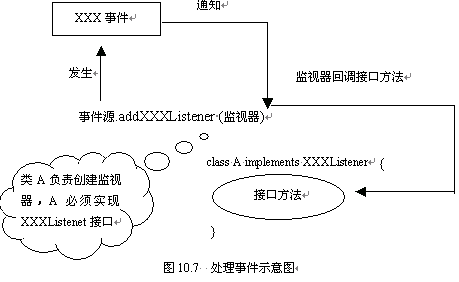 通知
XXX 事件
发生
监视器回调接口方法
事件源.addXXXListener (监视器)
class A implements XXXListener {
类 A 负责创建监视
器，A 必须实现
XXXListenet 接口
接口方法
}
图 10.7 处理事件示意图